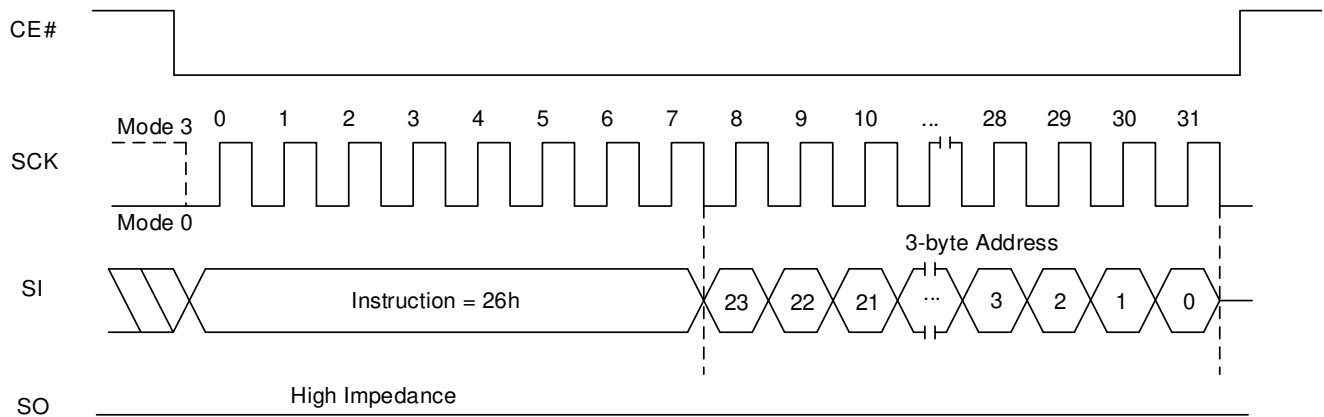 CE#
Mode 3 0 1 2 3 4 5 6 7 8 9 10 ... 28 29 30 31
SCK
Mode 0
3-byte Address
SI Instruction = 26h 23 22 21 ... 3 2 1 0
High Impedance
SO